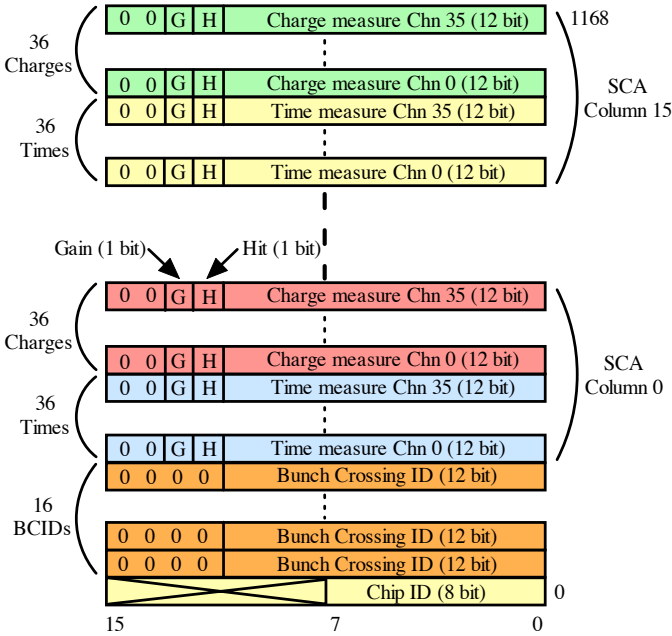 0 0 G H Charge measure Chn 35 (12 bit) 1168
36
Charges
0 0 G H Charge measure Chn 0 (12 bit)
SCA
Column 15
0 0 G H Time measure Chn 35 (12 bit)
36
Times
0 0 G H Time measure Chn 0 (12 bit)
Gain (1 bit) Hit (1 bit)
0 0 G H Charge measure Chn 35 (12 bit)
36
Charges
0 0 G H Charge measure Chn 0 (12 bit)
SCA
Column 0
0 0 G H Time measure Chn 35 (12 bit)
36
Times
0 0 G H Time measure Chn 0 (12 bit)
0 0 0 0 Bunch Crossing ID (12 bit)
16
BCIDs
0 0 0 0 Bunch Crossing ID (12 bit)
0 0 0 0 Bunch Crossing ID (12 bit)
Chip ID (8 bit) 0
15 7 0